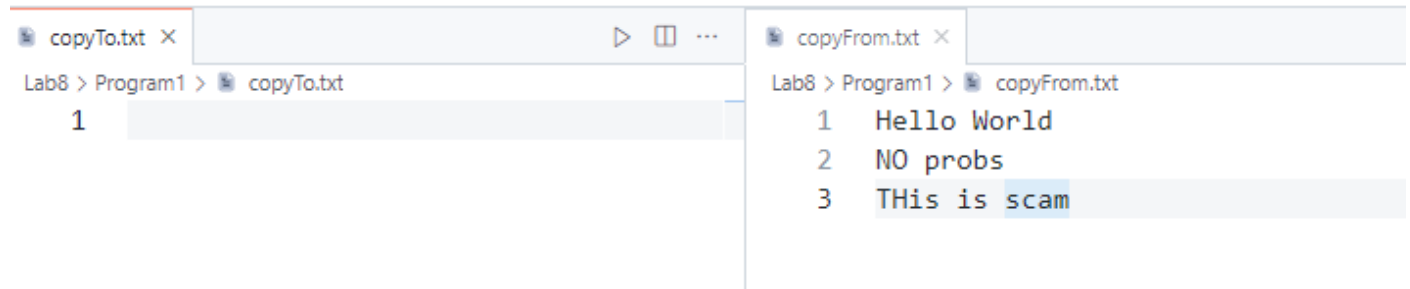 copyTo.txt ×
Lab8 > Program1 > copyTo.txt
1
copyFrom.txt ×
Lab8 > Program1 > copyFrom.txt
1 Hello World
2 NO probs
3 THis is scam